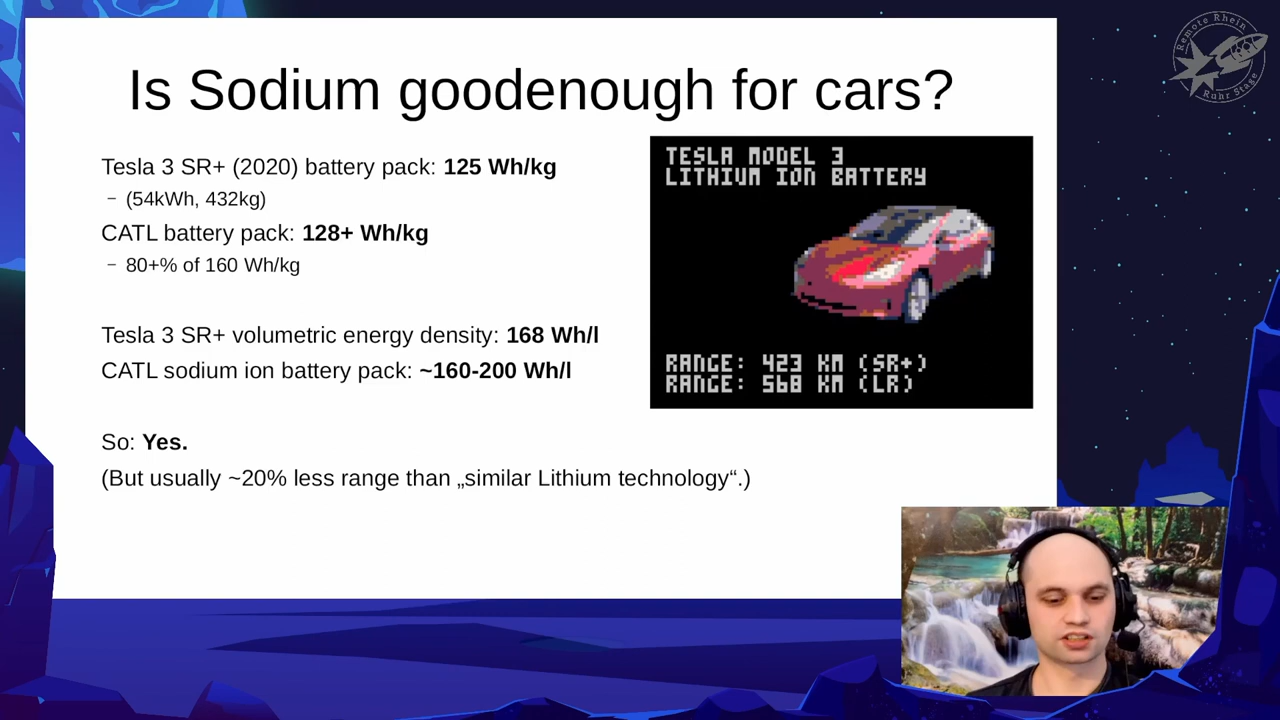 Is Sodium goodenough for cars?
Tesla 3 SR+ (2020) battery pack: 125 Wh/kg
– (54kWh, 432kg)
CATL battery pack: 128+ Wh/kg
– 80+% of 160 Wh/kg
Tesla 3 SR+ volumetric energy density: 168 Wh/l
CATL sodium ion battery pack: ~160-200 Wh/l
So: Yes.
(But usually ~20% less range than „similar Lithium technology“.)
TESLA MODEL 3
LITHIUM ION BATTERY
RANGE: 423 KM (SR+)
RANGE: 568 KM (LR)
Remote Rhein
Ruhr Stage